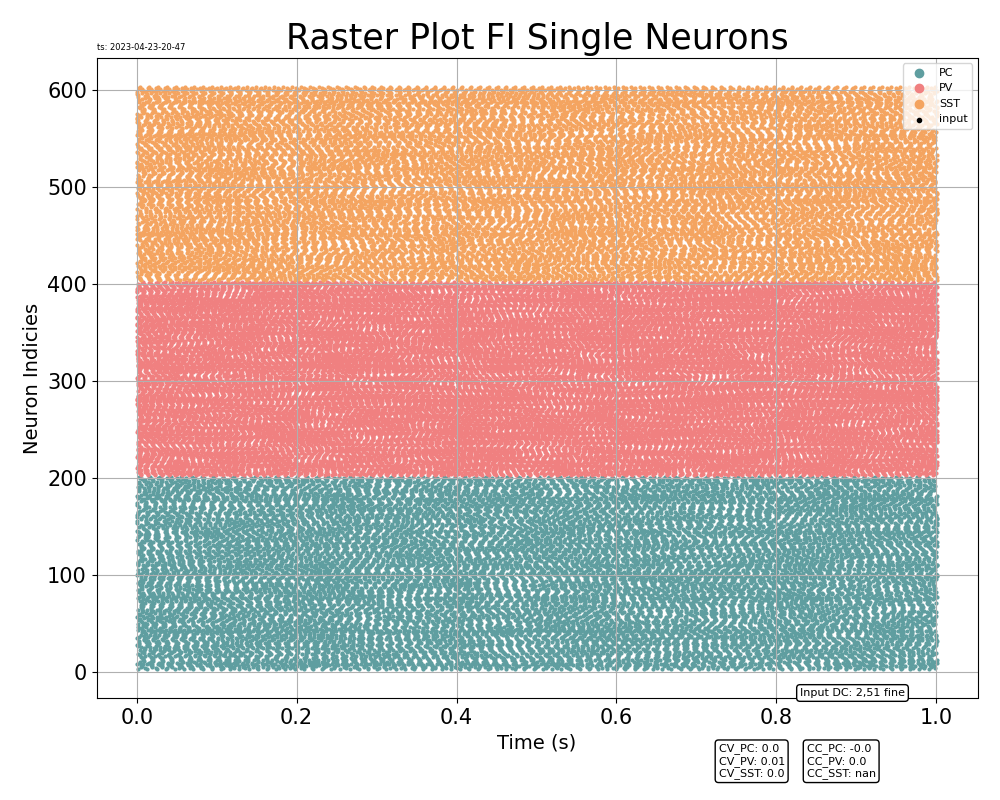 Raster Plot FI Single Neurons
ts: 2023-04-23-20-47
PC
PV
SST
input
600
500
400
300
200
100
0
Neuron Indicies
0.0 0.2 0.4 0.6 0.8 1.0
Time (s)
Input DC: 2,51 fine
CV_PC: 0.0
CV_PV: 0.01
CV_SST: 0.0
CC_PC: -0.0
CC_PV: 0.0
CC_SST: nan